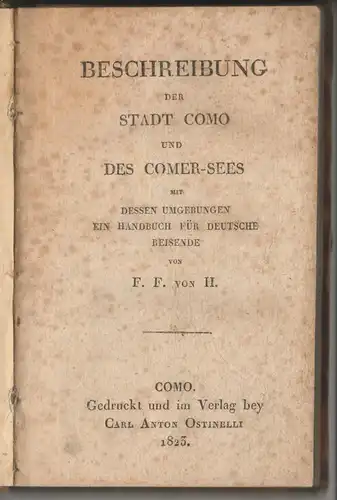 BESCHREIBUNG
DER
STADT COMO
UND
DES COMER-SEES
MIT
DESSEN UMGEBUNGEN
EIN HANDBUCH FÜR DEUTSCHE
REISENDE
VON
F. F. VON H.
COMO.
Gedruckt und im Verlag bey
CARL ANTON OSTINELLI
1823.